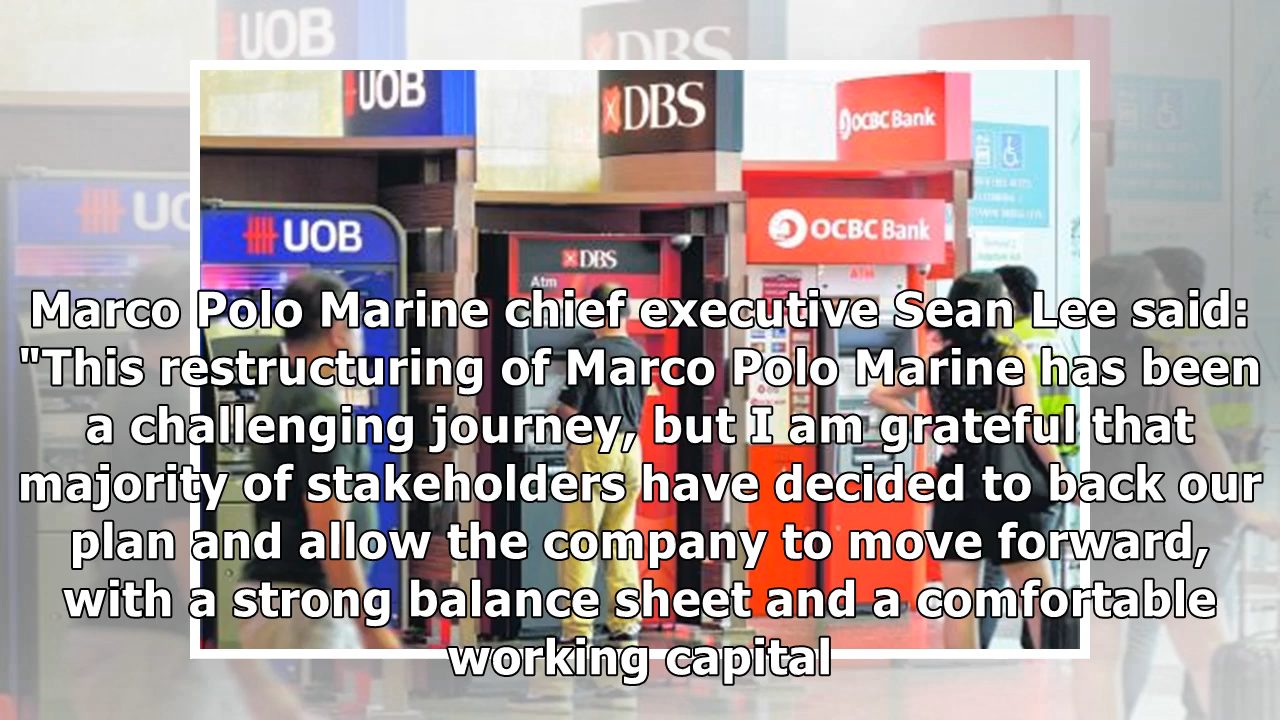 UOB
DBS
OCBC Bank
UOB
DBS
OCBC Bank
Atm
ATM
Marco Polo Marine chief executive Sean Lee said:
"This restructuring of Marco Polo Marine has been
a challenging journey, but I am grateful that
majority of stakeholders have decided to back our
plan and allow the company to move forward,
with a strong balance sheet and a comfortable
working capital